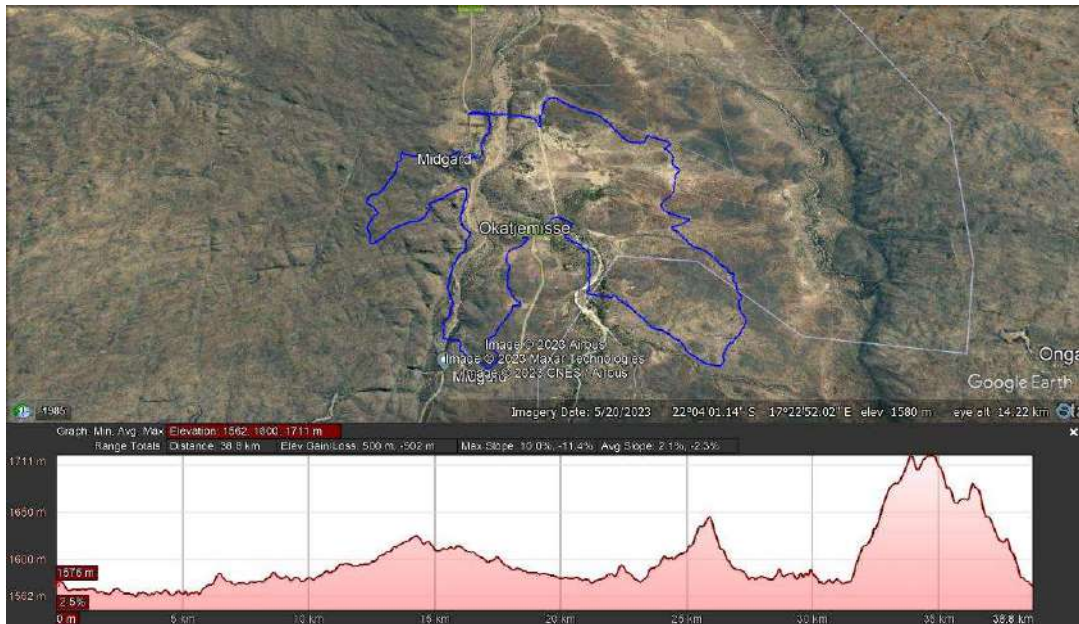 Midgard
Okatjemisse
Image © 2023 Airbus
Image © 2023 Maxar Technologies
Image © 2023 CNES / Airbus
Midgard
Onga
Google Earth
1985
Imagery Date: 5/20/2023 22°04'01.14" S 17°22'52.02" E elev 1580 m eye alt 14.22 km
Graph: Min, Avg, Max Elevation: 1562, 1600, 1711 m
Range Totals: Distance: 38.8 km Elev Gain/Loss: 500 m, -502 m Max Slope: 10.0%, -11.4% Avg Slope: 2.1%, -2.3%
1711 m
1650 m
1600 m
1576 m
1562 m
2.5%
0 m 5 km 10 km 15 km 20 km 25 km 30 km 35 km 38.8 km